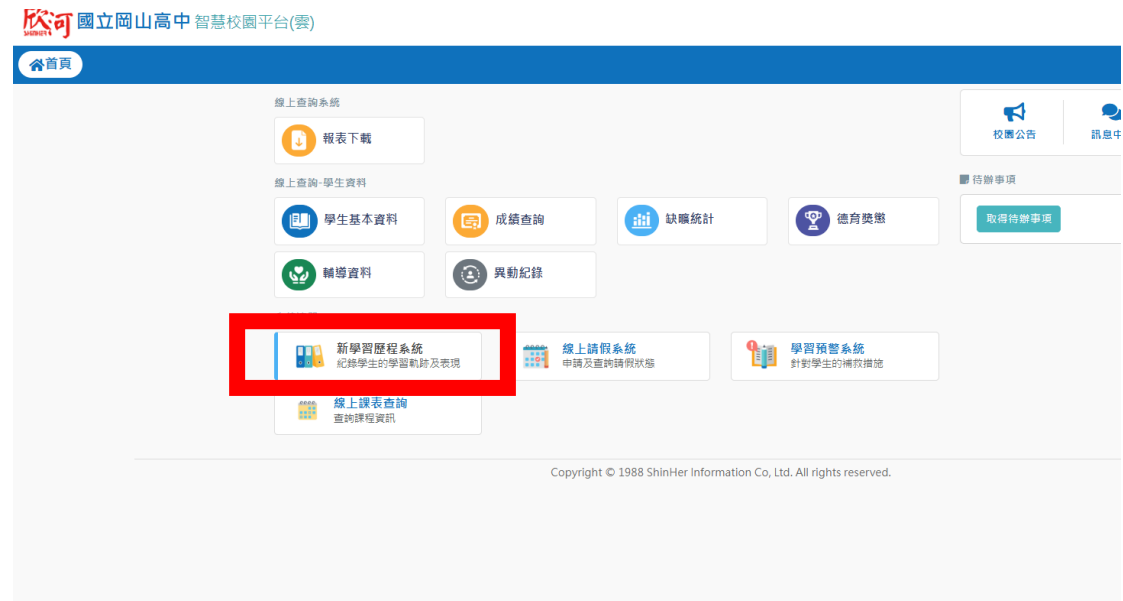 欣河 國立岡山高中 智慧校園平台(雲)
SHINHER
首頁
線上查詢系統
報表下載
校園公告
訊息中
線上查詢-學生資料
待辦事項
學生基本資料
成績查詢
缺曠統計
德育獎懲
取得待辦事項
輔導資料
異動紀錄
新學習歷程系統
紀錄學生的學習軌跡及表現
線上請假系統
申請及查詢請假狀態
學習預警系統
針對學生的補救措施
線上課表查詢
查詢課程資訊
Copyright © 1988 ShinHer Information Co, Ltd. All rights reserved.